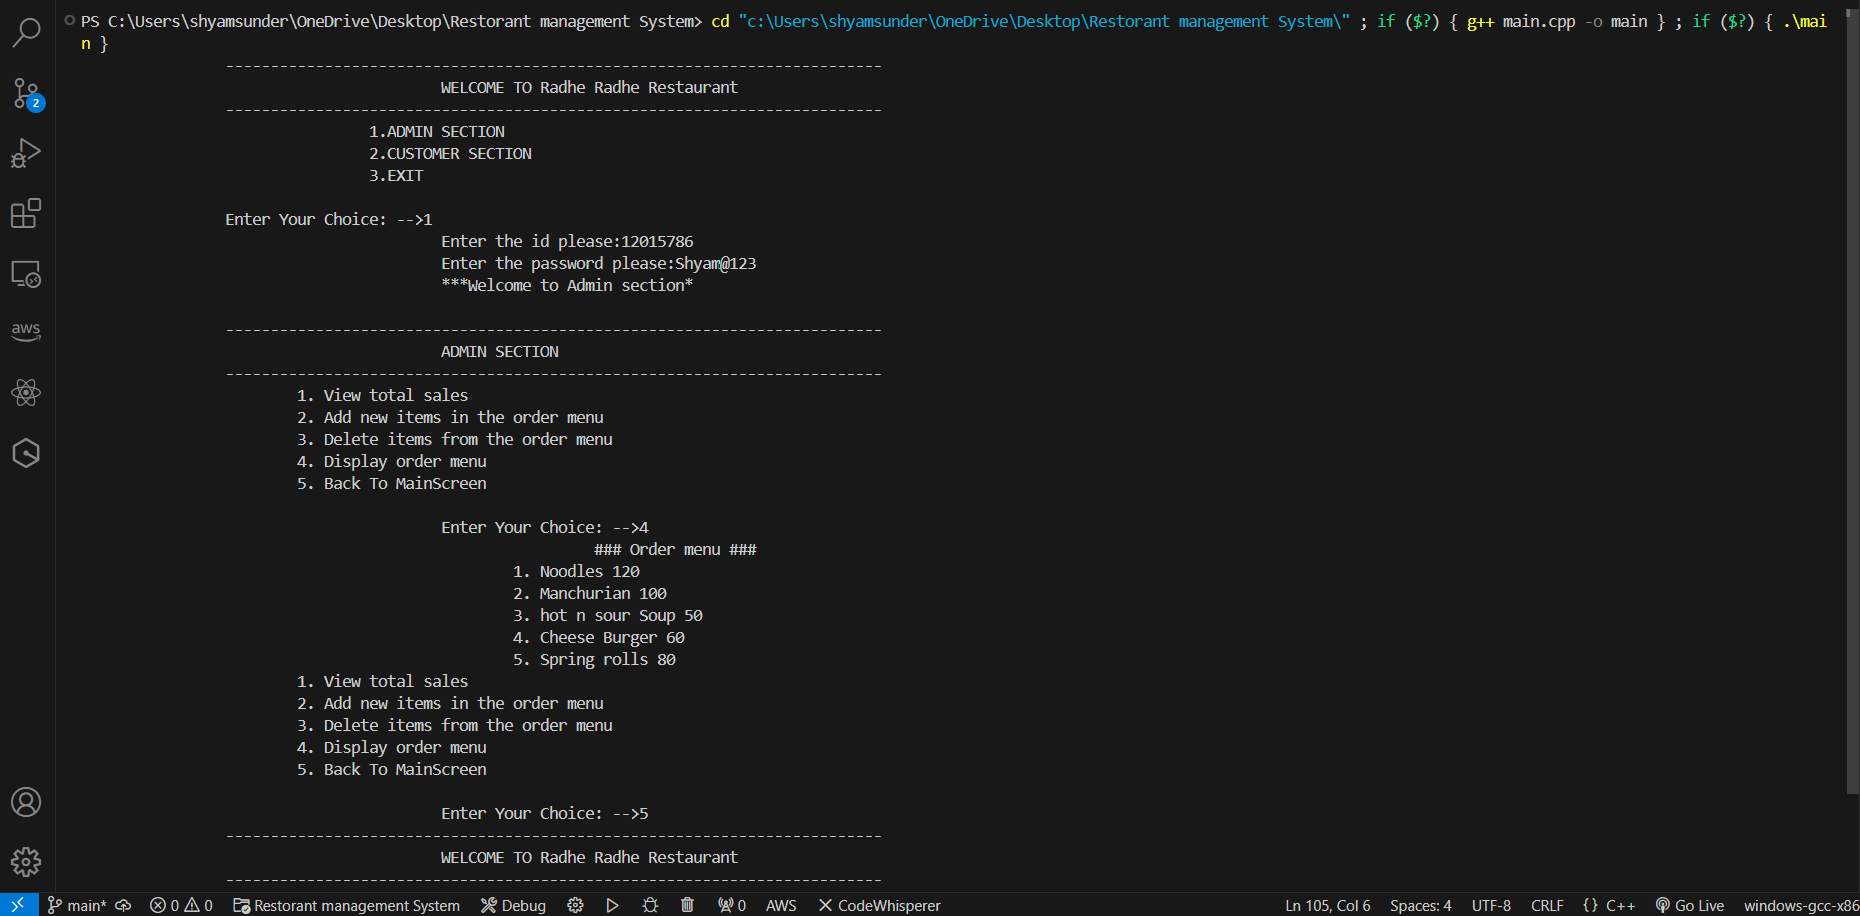 PS C:\Users\shyamsunder\OneDrive\Desktop\Restorant management System> cd "c:\Users\shyamsunder\OneDrive\Desktop\Restorant management System\" ; if ($?) { g++ main.cpp -o main } ; if ($?) { .\mai
n }
-------------------------------------------------------------------------
WELCOME TO Radhe Radhe Restaurant
-------------------------------------------------------------------------
1.ADMIN SECTION
2.CUSTOMER SECTION
3.EXIT
Enter Your Choice: -->1
Enter the id please:12015786
Enter the password please:Shyam@123
***Welcome to Admin section*
-------------------------------------------------------------------------
ADMIN SECTION
-------------------------------------------------------------------------
1. View total sales
2. Add new items in the order menu
3. Delete items from the order menu
4. Display order menu
5. Back To MainScreen
Enter Your Choice: -->4
### Order menu ###
1. Noodles 120
2. Manchurian 100
3. hot n sour Soup 50
4. Cheese Burger 60
5. Spring rolls 80
1. View total sales
2. Add new items in the order menu
3. Delete items from the order menu
4. Display order menu
5. Back To MainScreen
Enter Your Choice: -->5
-------------------------------------------------------------------------
WELCOME TO Radhe Radhe Restaurant
-------------------------------------------------------------------------
2
aws
main* 0 0 Restorant management System Debug 0 AWS CodeWhisperer Ln 105, Col 6 Spaces: 4 UTF-8 CRLF {} C++ Go Live windows-gcc-x86